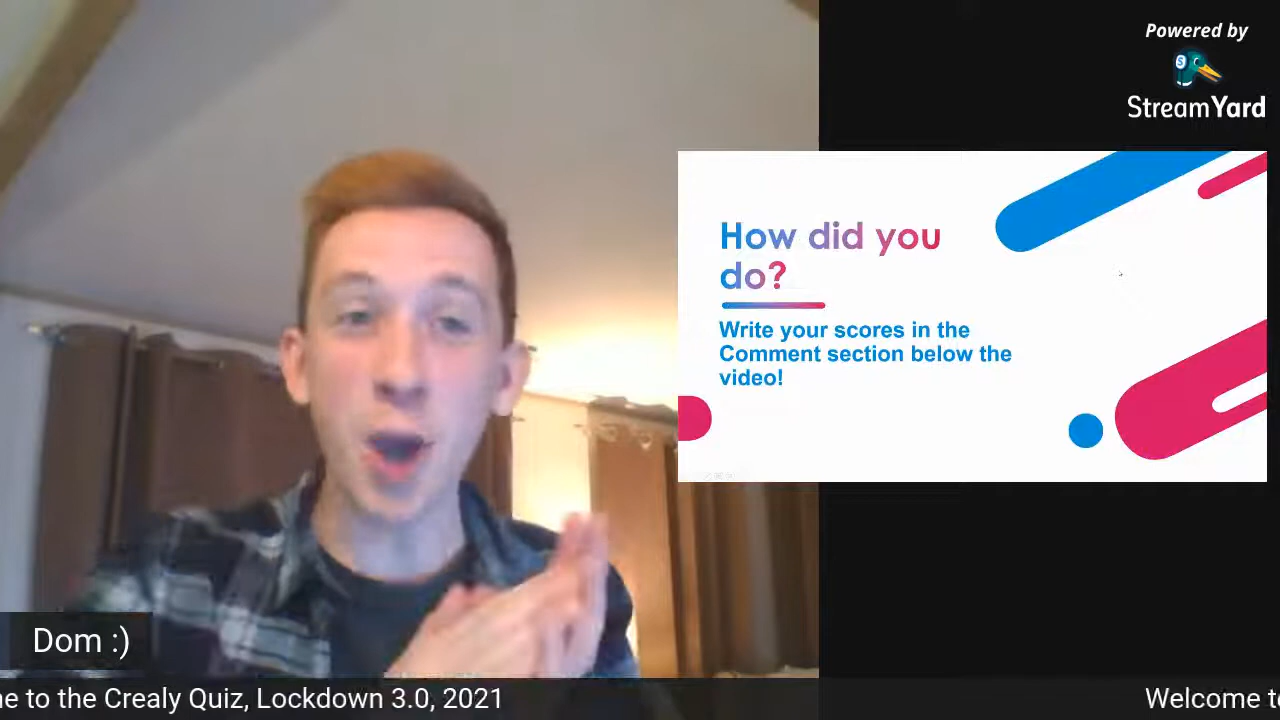 Powered by
StreamYard
How did you
do?
Write your scores in the
Comment section below the
video!
Dom :)
e to the Crealy Quiz, Lockdown 3.0, 2021
Welcome t